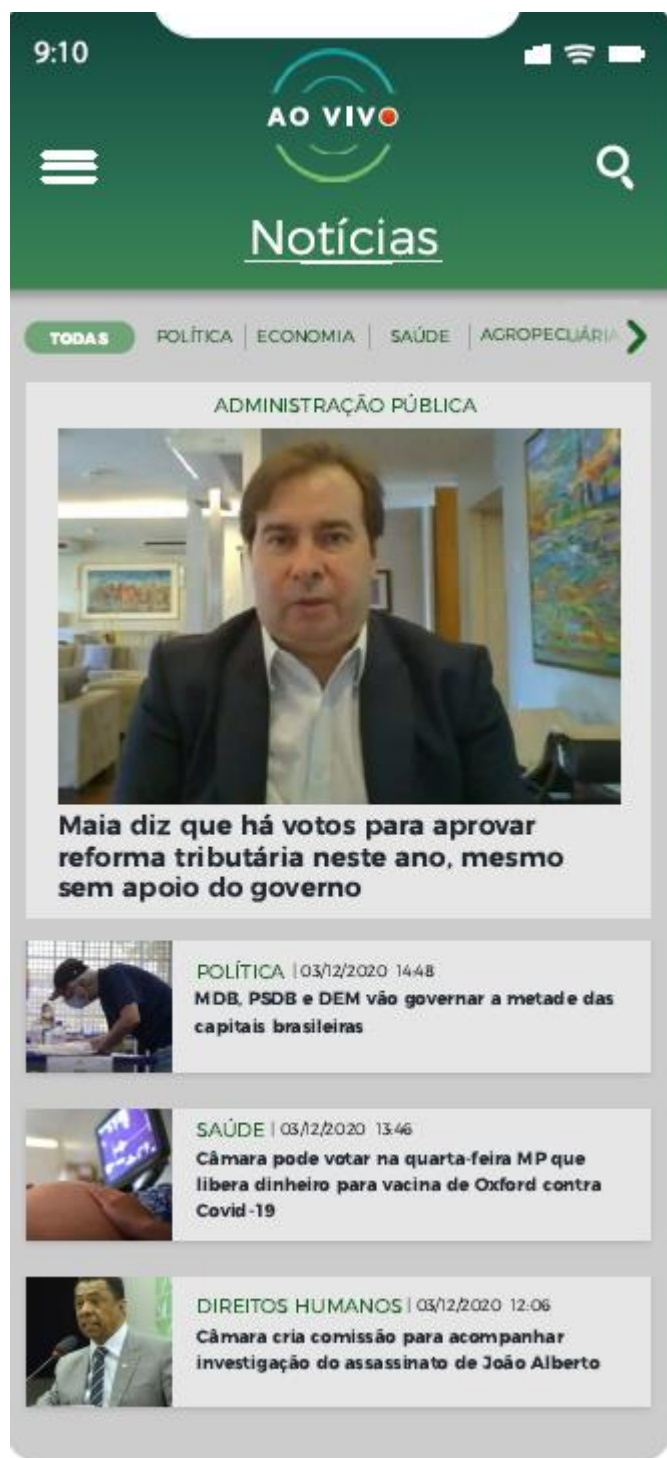 9:10
AO VIVO
Notícias
TODAS POLÍTICA | ECONOMIA | SAÚDE | AGROPECUÁRIA
ADMINISTRAÇÃO PÚBLICA
Maia diz que há votos para aprovar
reforma tributária neste ano, mesmo
sem apoio do governo
POLÍTICA | 03/12/2020 14:48
MDB, PSDB e DEM vão governar a metade das
capitais brasileiras
SAÚDE | 03/12/2020 13:46
Câmara pode votar na quarta-feira MP que
libera dinheiro para vacina de Oxford contra
Covid-19
DIREITOS HUMANOS | 03/12/2020 12:06
Câmara cria comissão para acompanhar
investigação do assassinato de João Alberto